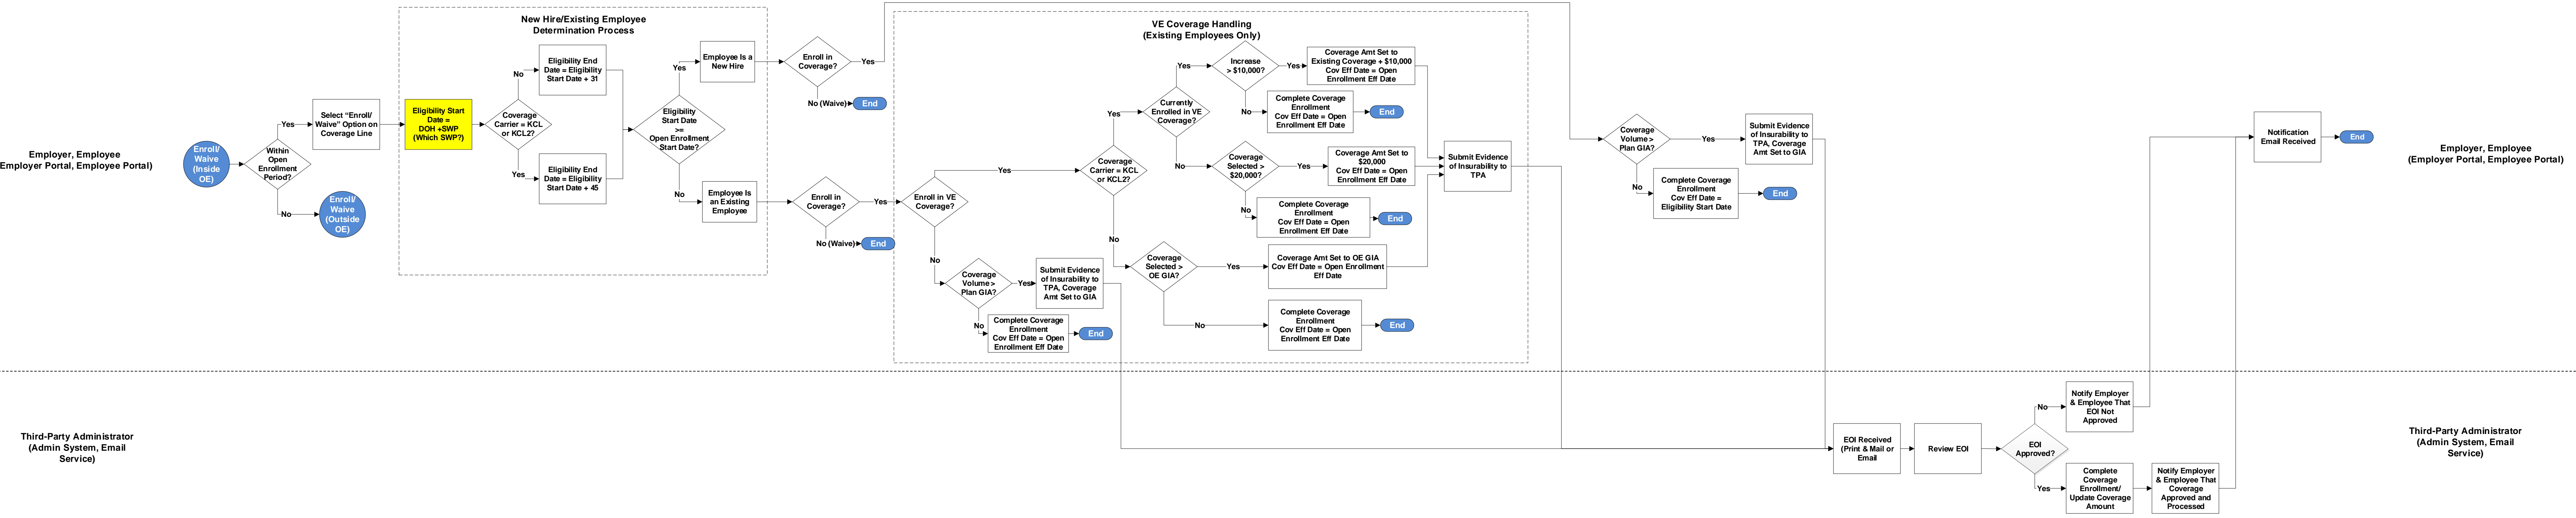 Employer, Employee
Employer Portal, Employee Portal)
Enroll/
Waive
(Inside
OE)
Within
Open
Enrollment
Period?
Yes
No
Enroll/
Waive
(Outside
OE)
Select “Enroll/
Waive” Option on
Coverage Line
New Hire/Existing Employee
Determination Process
Eligibility Start
Date =
DOH +SWP
(Which SWP?)
Coverage
Carrier = KCL
or KCL2?
No
Yes
Eligibility End
Date = Eligibility
Start Date + 31
Eligibility End
Date = Eligibility
Start Date + 45
Eligibility
Start Date
>=
Open Enrollment
Start Date?
Yes
No
Employee Is a
New Hire
Employee Is
an Existing
Employee
Enroll in
Coverage?
Yes
No (Waive)
End
Enroll in
Coverage?
Yes
No (Waive)
End
VE Coverage Handling
(Existing Employees Only)
Enroll in VE
Coverage?
Yes
No
Coverage
Volume >
Plan GIA?
Yes
No
Submit Evidence
of Insurability to
TPA, Coverage
Amt Set to GIA
Complete Coverage
Enrollment
Cov Eff Date = Open
Enrollment Eff Date
End
Coverage
Carrier = KCL
or KCL2?
Yes
No
Currently
Enrolled in VE
Coverage?
Yes
No
Increase
> $10,000?
Yes
No
Coverage Amt Set to
Existing Coverage + $10,000
Cov Eff Date = Open
Enrollment Eff Date
Complete Coverage
Enrollment
Cov Eff Date = Open
Enrollment Eff Date
End
Coverage
Selected >
$20,000?
Yes
No
Coverage Amt Set to
$20,000
Cov Eff Date = Open
Enrollment Eff Date
Complete Coverage
Enrollment
Cov Eff Date = Open
Enrollment Eff Date
End
Coverage
Selected >
OE GIA?
Yes
No
Coverage Amt Set to OE GIA
Cov Eff Date = Open Enrollment
Eff Date
Complete Coverage
Enrollment
Cov Eff Date = Open
Enrollment Eff Date
End
Submit Evidence
of Insurability to
TPA
Coverage
Volume >
Plan GIA?
Yes
No
Submit Evidence
of Insurability to
TPA, Coverage
Amt Set to GIA
Complete Coverage
Enrollment
Cov Eff Date =
Eligibility Start Date
End
Notification
Email Received
End
Employer, Employee
(Employer Portal, Employee Portal)
Third-Party Administrator
(Admin System, Email
Service)
EOI Received
(Print & Mail or
Email
Review EOI
EOI
Approved?
No
Yes
Notify Employer
& Employee That
EOI Not
Approved
Complete
Coverage
Enrollment/
Update Coverage
Amount
Notify Employer
& Employee That
Coverage
Approved and
Processed
Third-Party Administrator
(Admin System, Email
Service)